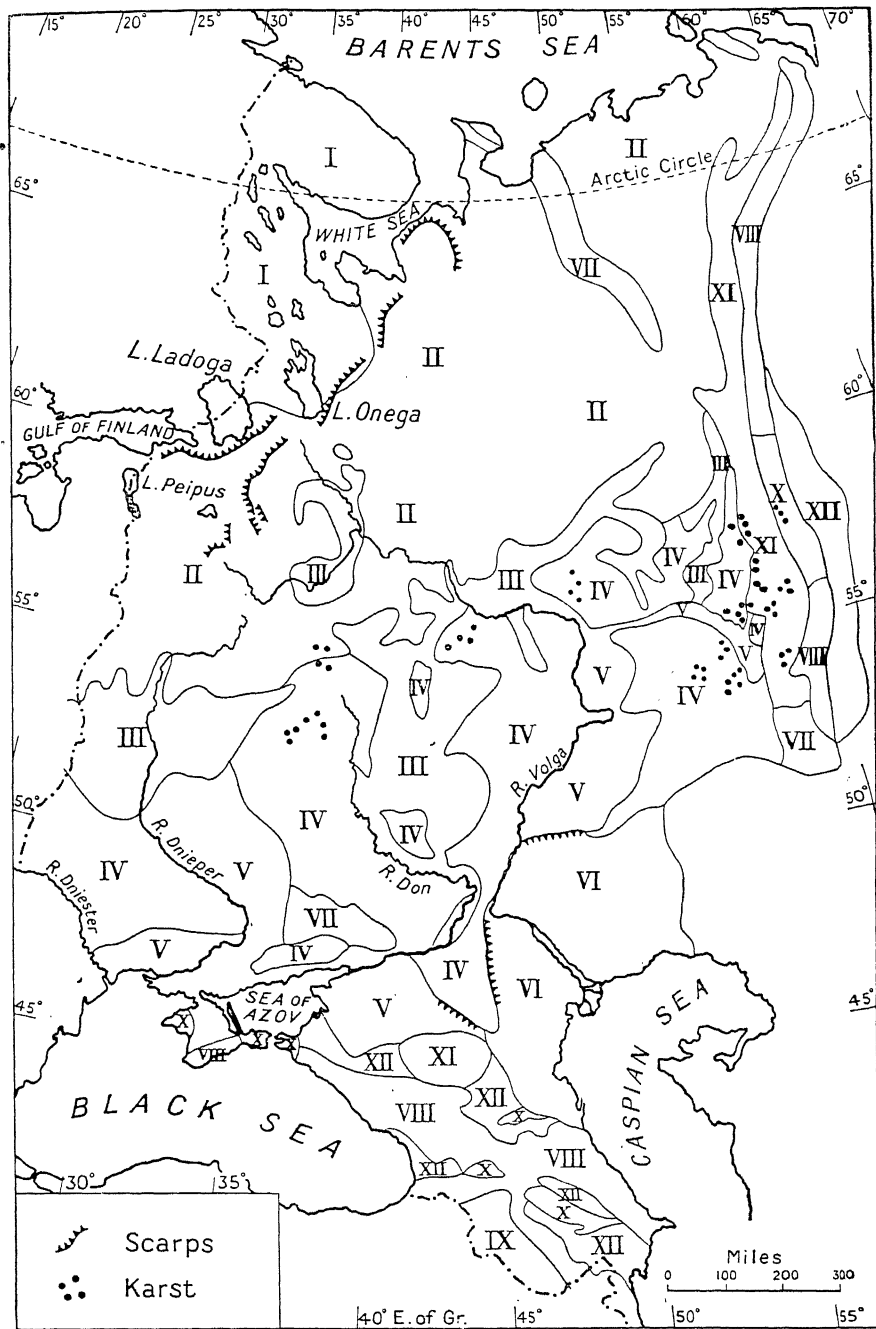 15° 20° 25° 30° 35° 40° 45° 50° 55° 60° 65° 70°
BARENTS SEA
I
II
Arctic Circle
65°
65°
WHITE SEA
VIII
I
VII
XI
II
L. Ladoga
60°
II
60°
L. Onega
GULF OF FINLAND
III
L. Peipus
X
XII
II
XI
IV
II
III
III
IV
III
IV
55°
V
55°
IV
V
V
VIII
IV
IV
III
IV
VII
III
R. Volga
50°
V
50°
IV
IV
R. Dnieper
IV
V
R. Don
VI
R. Dniester
VII
V
IV
IV
VI
SEA OF
AZOV
45°
V
45°
X
X
X
VIII
XII
XI
CASPIAN SEA
XII
BLACK SEA
VIII
X
VIII
XII
X
30°
35°
XII
X
IX
XII
Scarps
Miles
Karst
0 100 200 300
40° E. of Gr.
45°
50°
55°